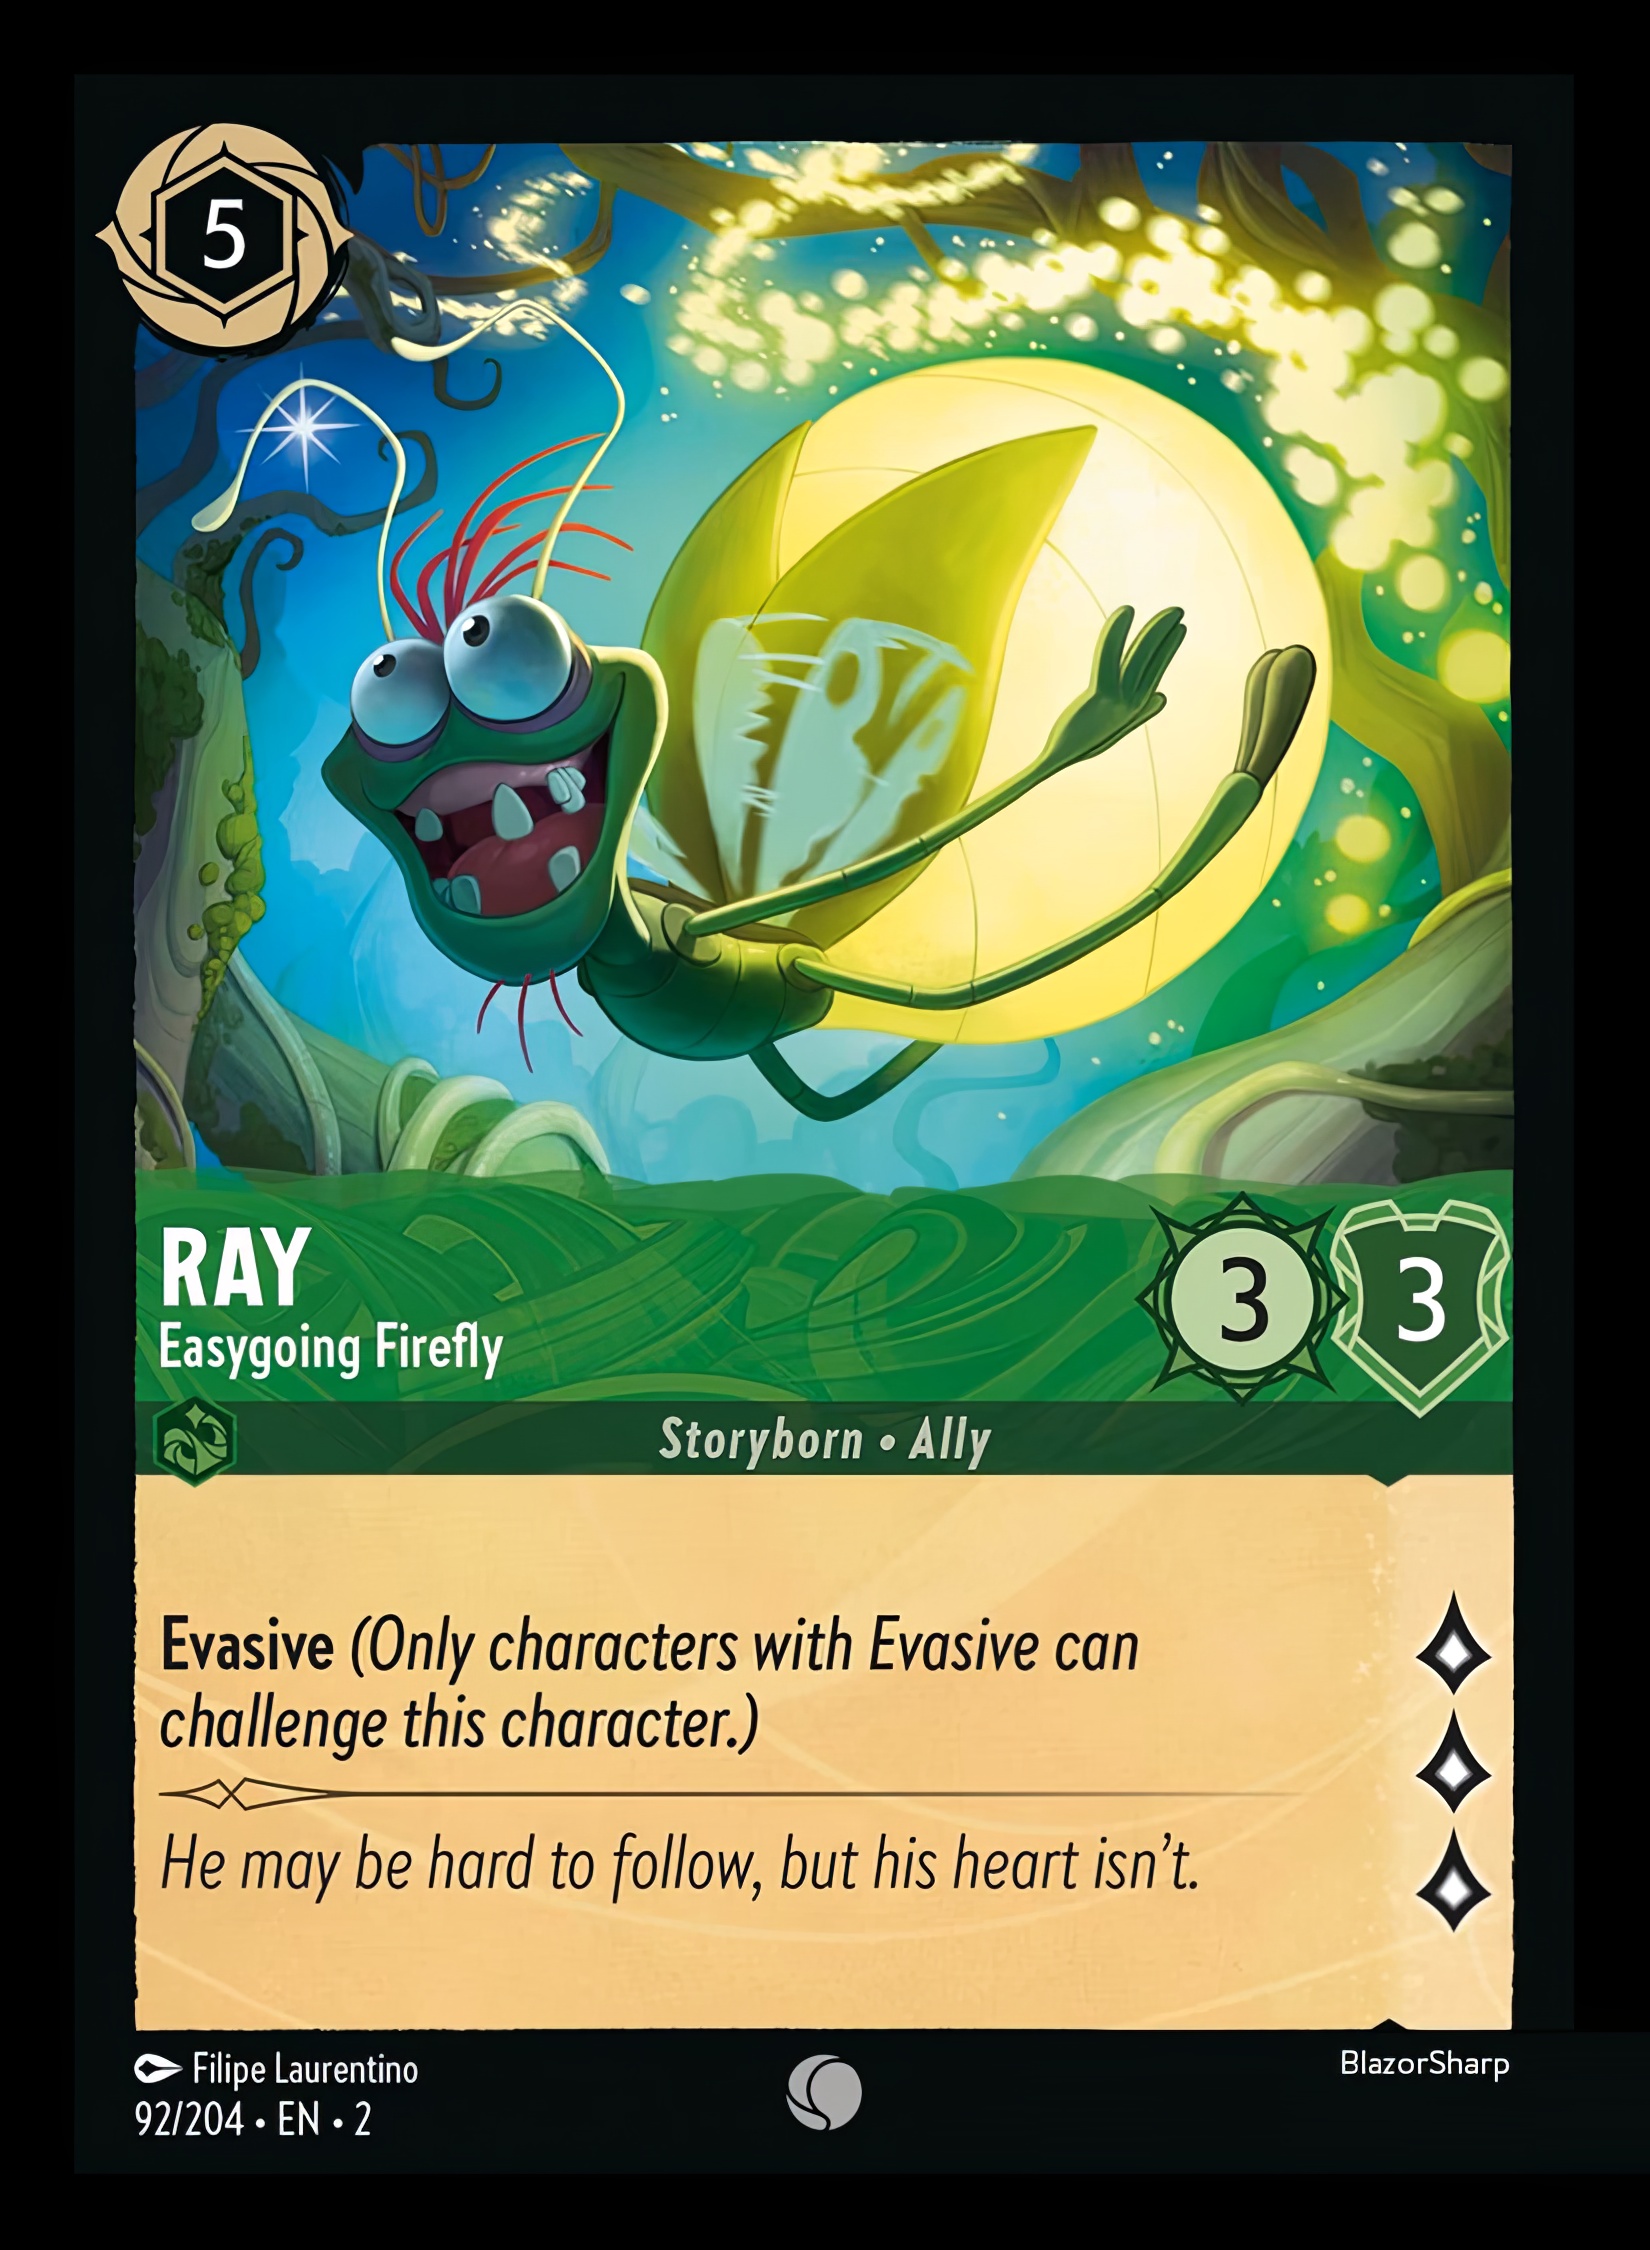 5
RAY
Easygoing Firefly
3
3
Storyborn • Ally
Evasive (Only characters with Evasive can
challenge this character.)
He may be hard to follow, but his heart isn't.
Filipe Laurentino
BlazorSharp
92/204 • EN • 2